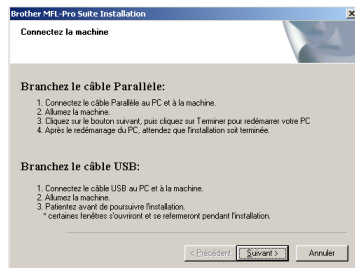 Brother MFL-Pro Suite Installation
Connectez la machine
Branchez le câble Parallèle:
1. Connectez le câble Parallèle au PC et à la machine.
2. Allumez la machine.
3. Cliquez sur le bouton suivant, puis cliquez sur Terminer pour redémarrer votre PC
4. Après le redémarrage du PC, attendez que l'installation soit terminée.
Branchez le câble USB:
1. Connectez le câble USB au PC et à la machine.
2. Allumez la machine.
3. Patientez avant de poursuivre l'installation.
* certaines fenêtres s'ouvriront et se refermeront pendant l'installation.
< Précédent Suivant > Annuler